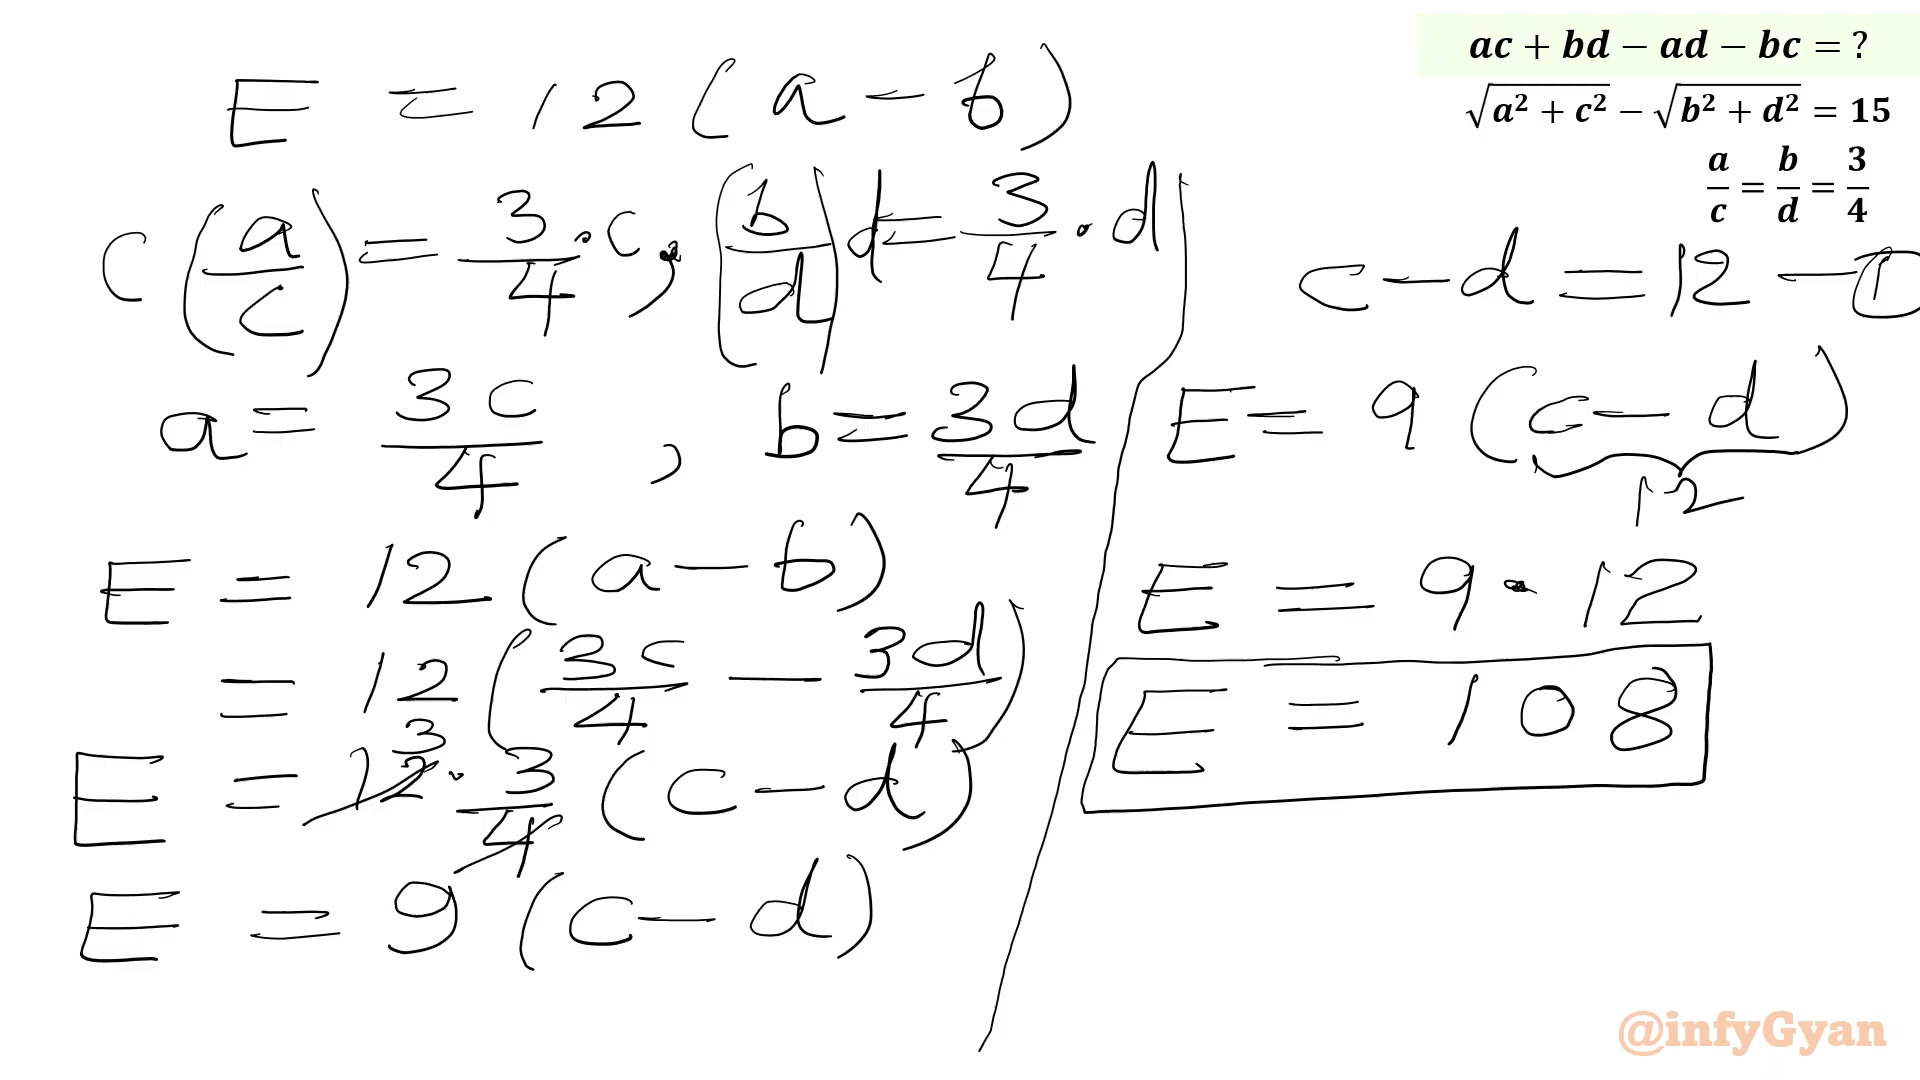 ac + bd − ad − bc = ?
√(a² + c²) − √(b² + d²) = 15
a/c = b/d = 3/4
E = 12 (a − b)
c (a/c) = 3/4 · c, (b/d) d = 3/4 · d
a = 3c/4 , b = 3d/4
E = 12 (a − b)
= 12 (3c/4 − 3d/4)
3
E = 12 · 3/4 (c − d)
E = 9 (c − d)
c − d = 12 − ①
E = 9 (c − d)
12
E = 9 · 12
E = 108
@infyGyan